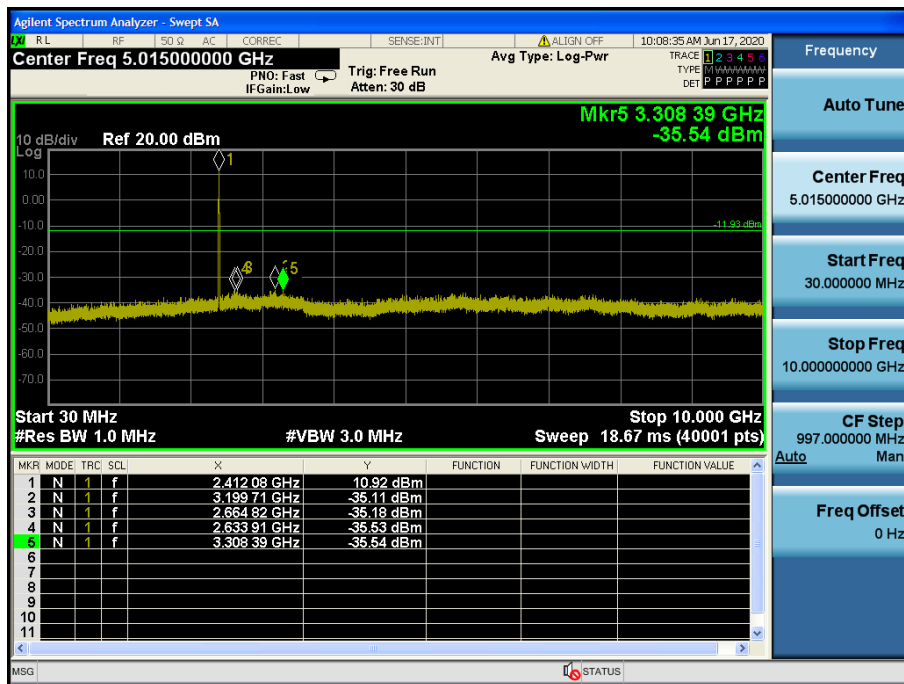 Agilent Spectrum Analyzer - Swept SA
LXI RL RF 50 Ω AC CORREC SENSE:INT ALIGN OFF 10:08:35 AM Jun 17, 2020
Center Freq 5.015000000 GHz
PNO: Fast
IFGain:Low
Trig: Free Run
Atten: 30 dB
Avg Type: Log-Pwr
TRACE 1 2 3 4 5 6
TYPE M
DET P P P P P P
Mkr5 3.308 39 GHz
-35.54 dBm
10 dB/div
Log
Ref 20.00 dBm
1
10.0
0.00
-10.0
-11.93 dBm
-20.0
5
-30.0
-40.0
-50.0
-60.0
-70.0
Start 30 MHz
Stop 10.000 GHz
#Res BW 1.0 MHz
#VBW 3.0 MHz
Sweep 18.67 ms (40001 pts)
MKR MODE TRC SCL X Y FUNCTION FUNCTION WIDTH FUNCTION VALUE
1 N 1 f 2.412 08 GHz 10.92 dBm
2 N 1 f 3.199 71 GHz -35.11 dBm
3 N 1 f 2.664 82 GHz -35.18 dBm
4 N 1 f 2.633 91 GHz -35.53 dBm
5 N 1 f 3.308 39 GHz -35.54 dBm
6
7
8
9
10
11
MSG
STATUS
Frequency
Auto Tune
Center Freq
5.015000000 GHz
Start Freq
30.000000 MHz
Stop Freq
10.000000000 GHz
CF Step
997.000000 MHz
Auto Man
Freq Offset
0 Hz